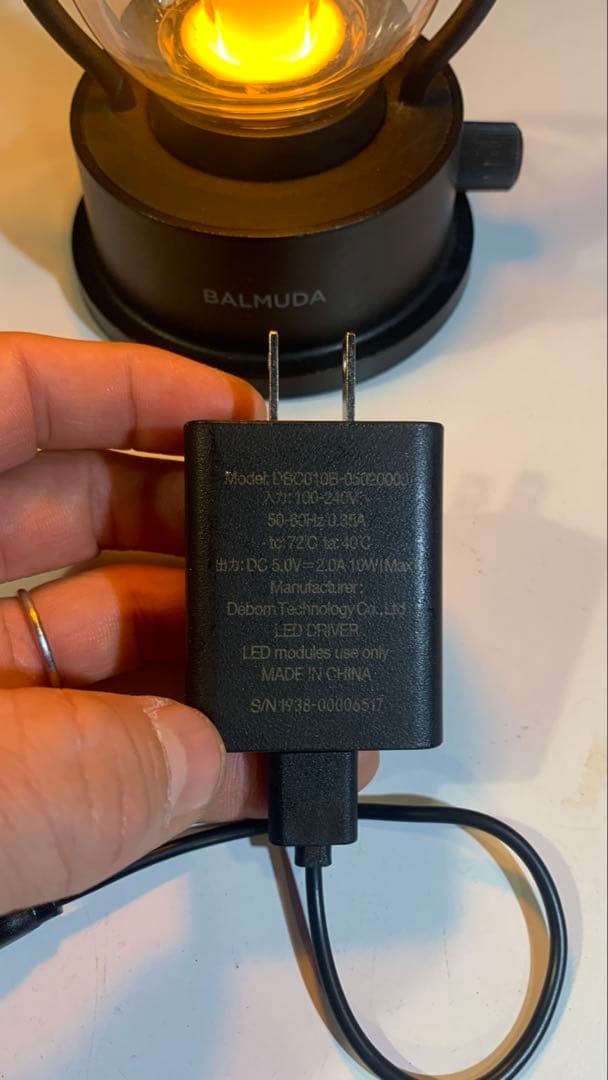 BALMUDA
Model: DBC010B-0502000J
入力: 100-240V~
50-60Hz 0.35A
tc:72℃ ta: 40℃
出力: DC 5.0V⎓2.0A 10W(Max)
Manufacturer:
Deborn Technology Co., Ltd
LED DRIVER
LED modules use only
MADE IN CHINA
S/N 1938-00006517